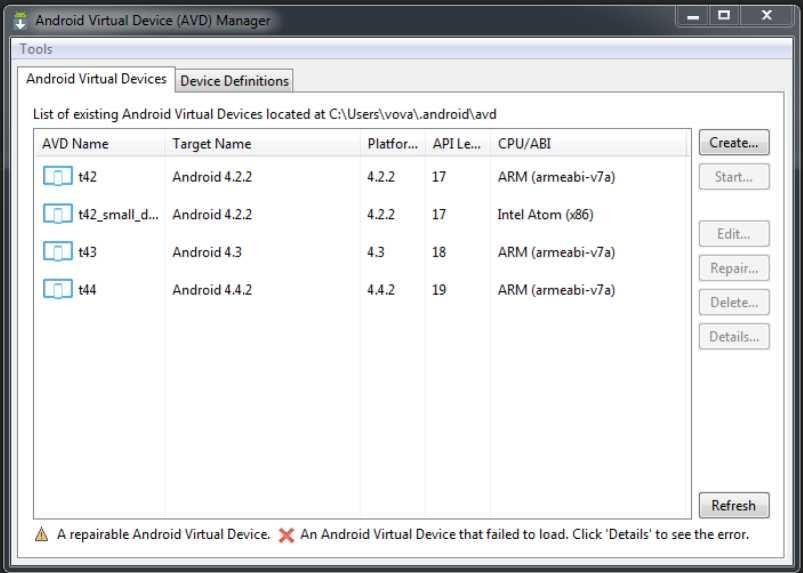 Android Virtual Device (AVD) Manager
Tools
Android Virtual Devices Device Definitions
List of existing Android Virtual Devices located at C:\Users\vova\.android\avd
AVD Name Target Name Platfor... API Le... CPU/ABI
t42 Android 4.2.2 4.2.2 17 ARM (armeabi-v7a)
t42_small_d... Android 4.2.2 4.2.2 17 Intel Atom (x86)
t43 Android 4.3 4.3 18 ARM (armeabi-v7a)
t44 Android 4.4.2 4.4.2 19 ARM (armeabi-v7a)
Create...
Start...
Edit...
Repair...
Delete...
Details...
Refresh
A repairable Android Virtual Device. An Android Virtual Device that failed to load. Click 'Details' to see the error.